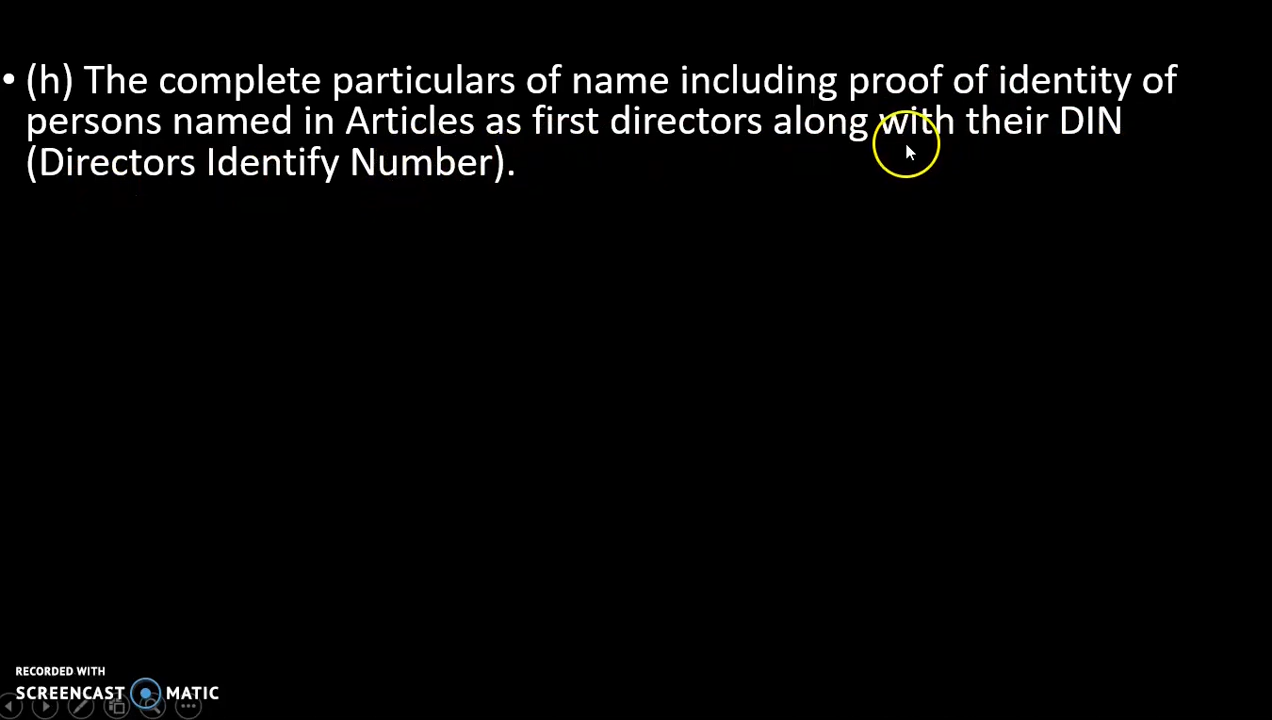 • (h) The complete particulars of name including proof of identity of
persons named in Articles as first directors along with their DIN
(Directors Identify Number).
RECORDED WITH
SCREENCAST MATIC